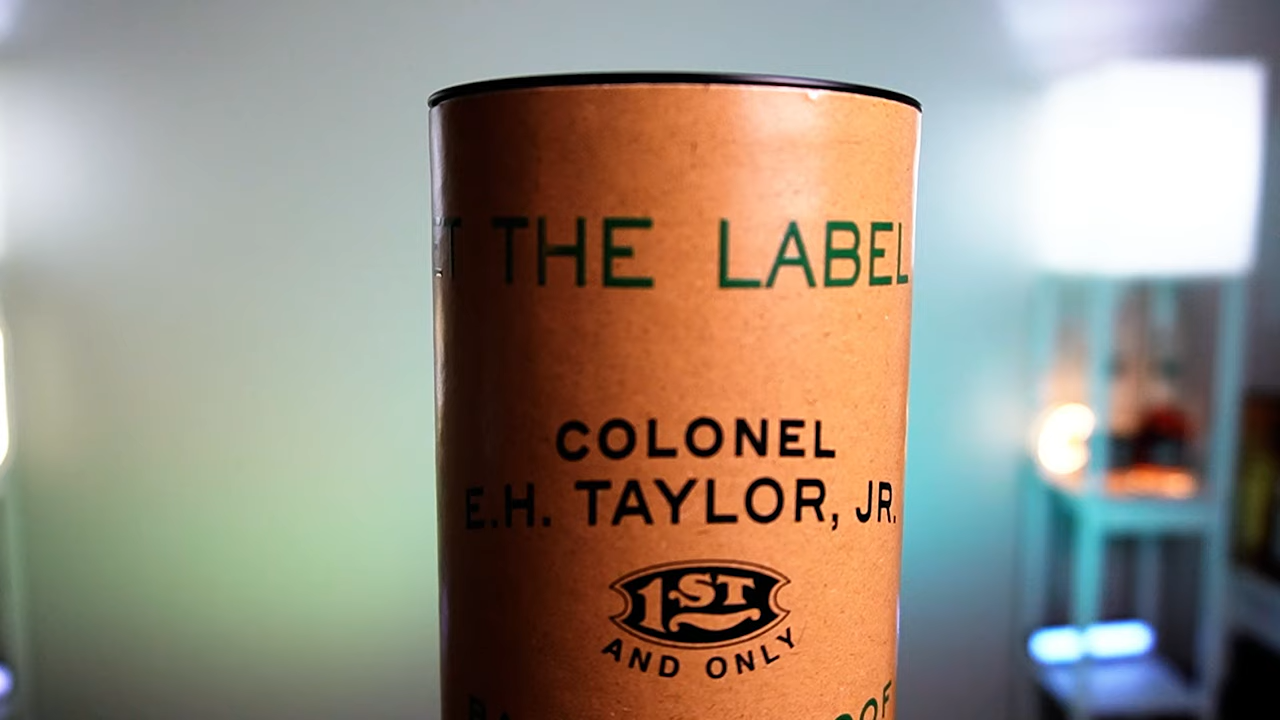 THE LABEL
COLONEL
E.H. TAYLOR, JR.
1ST
AND ONLY